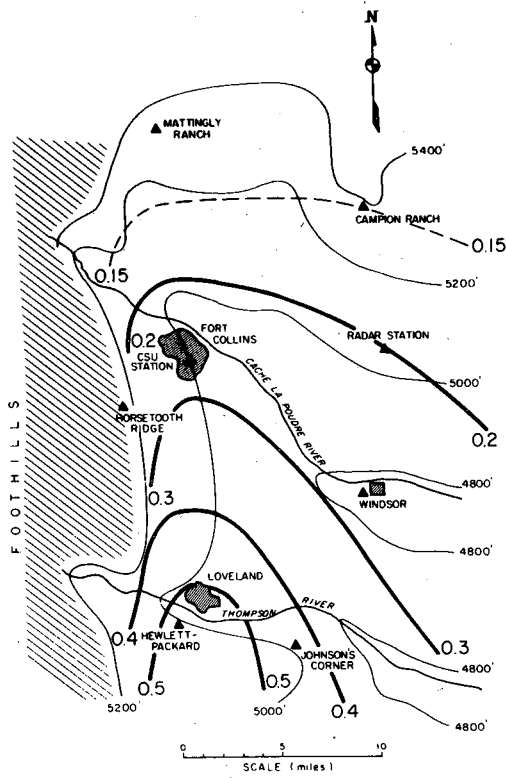 N
MATTINGLY
RANCH
5400'
CAMPION RANCH
0.15
0.15
5200'
0.2
FORT
COLLINS
CSU
STATION
RADAR STATION
5000'
0.2
CACHE LA POUDRE RIVER
HORSETOOTH
RIDGE
FOOTHILLS
0.3
4800'
WINDSOR
4800'
LOVELAND
THOMPSON RIVER
0.4
HEWLETT-
PACKARD
JOHNSON'S
CORNER
0.3
4800'
0.5
0.5
0.4
5200'
5000'
4800'
0 5 10
SCALE (miles)